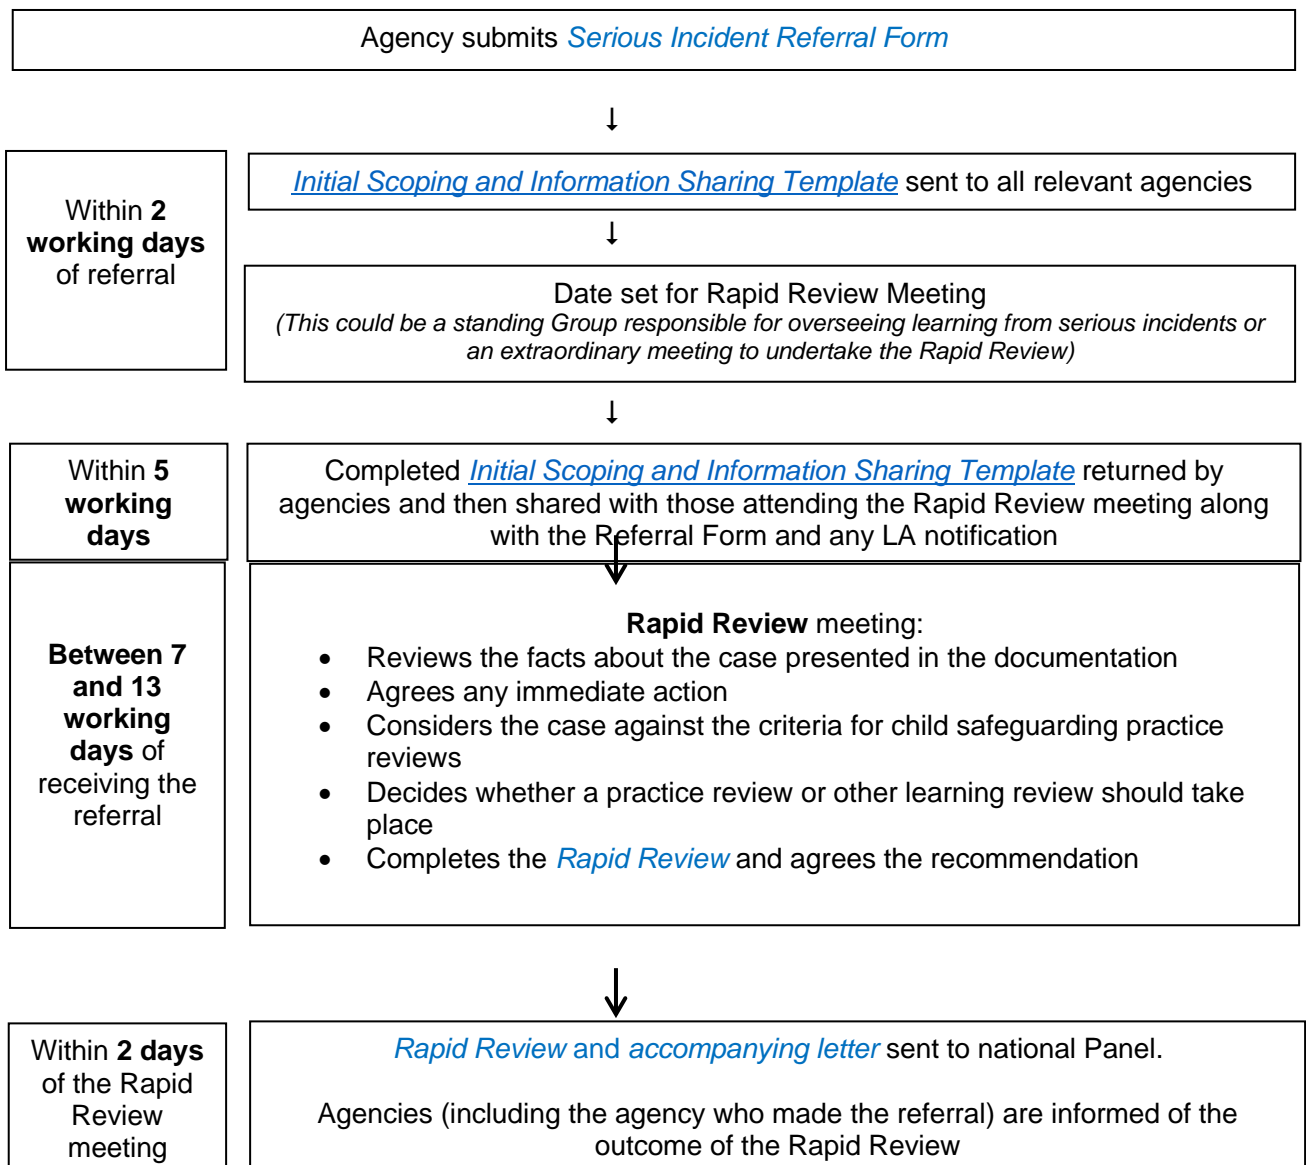 Agency submits Serious Incident Referral Form
↓
Within 2
working days
of referral
Initial Scoping and Information Sharing Template sent to all relevant agencies
↓
Date set for Rapid Review Meeting
(This could be a standing Group responsible for overseeing learning from serious incidents or
an extraordinary meeting to undertake the Rapid Review)
↓
Within 5
working
days
Completed Initial Scoping and Information Sharing Template returned by
agencies and then shared with those attending the Rapid Review meeting along
with the Referral Form and any LA notification
Between 7
and 13
working
days of
receiving the
referral
Rapid Review meeting:
• Reviews the facts about the case presented in the documentation
• Agrees any immediate action
• Considers the case against the criteria for child safeguarding practice
reviews
• Decides whether a practice review or other learning review should take
place
• Completes the Rapid Review and agrees the recommendation
Within 2 days
of the Rapid
Review
meeting
Rapid Review and accompanying letter sent to national Panel.
Agencies (including the agency who made the referral) are informed of the
outcome of the Rapid Review